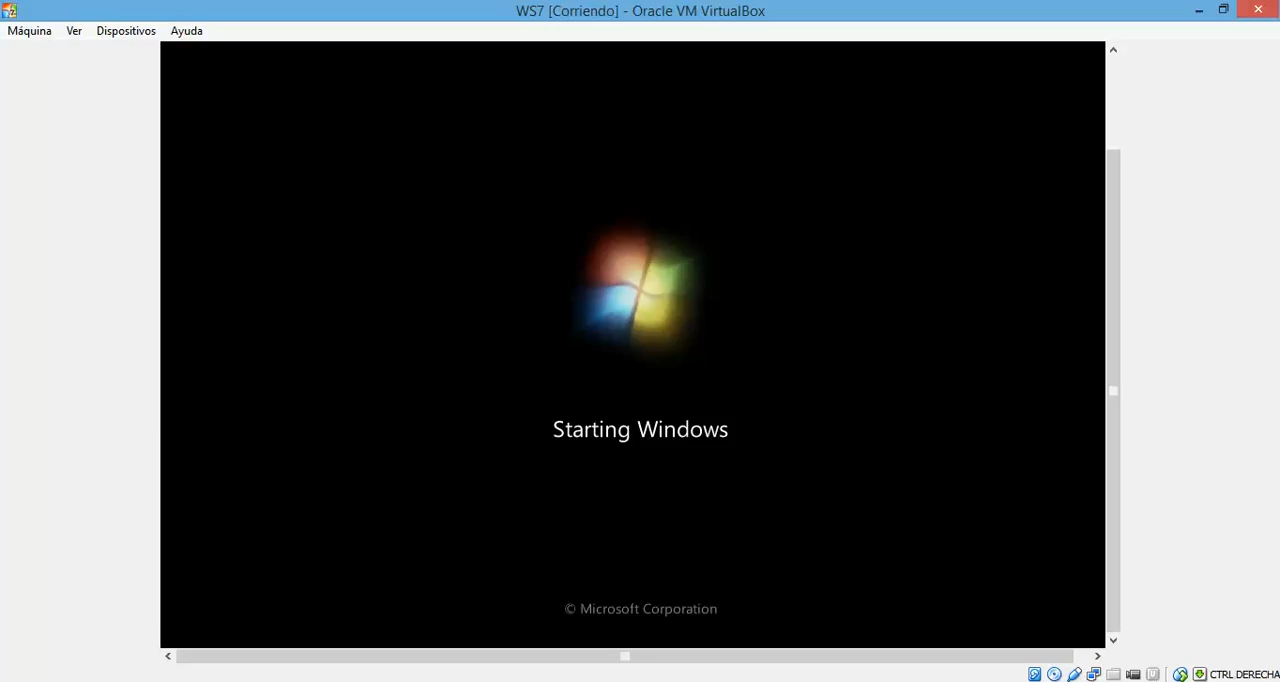 WS7 [Corriendo] - Oracle VM VirtualBox
Máquina Ver Dispositivos Ayuda
Starting Windows
© Microsoft Corporation
CTRL DERECHA